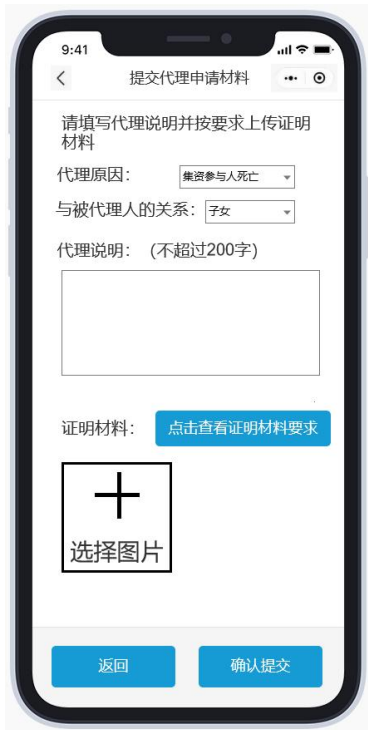 9:41
提交代理申请材料
请填写代理说明并按要求上传证明
材料
代理原因： 集资参与人死亡
与被代理人的关系： 子女
代理说明： (不超过200字)
证明材料： 点击查看证明材料要求
选择图片
返回 确认提交